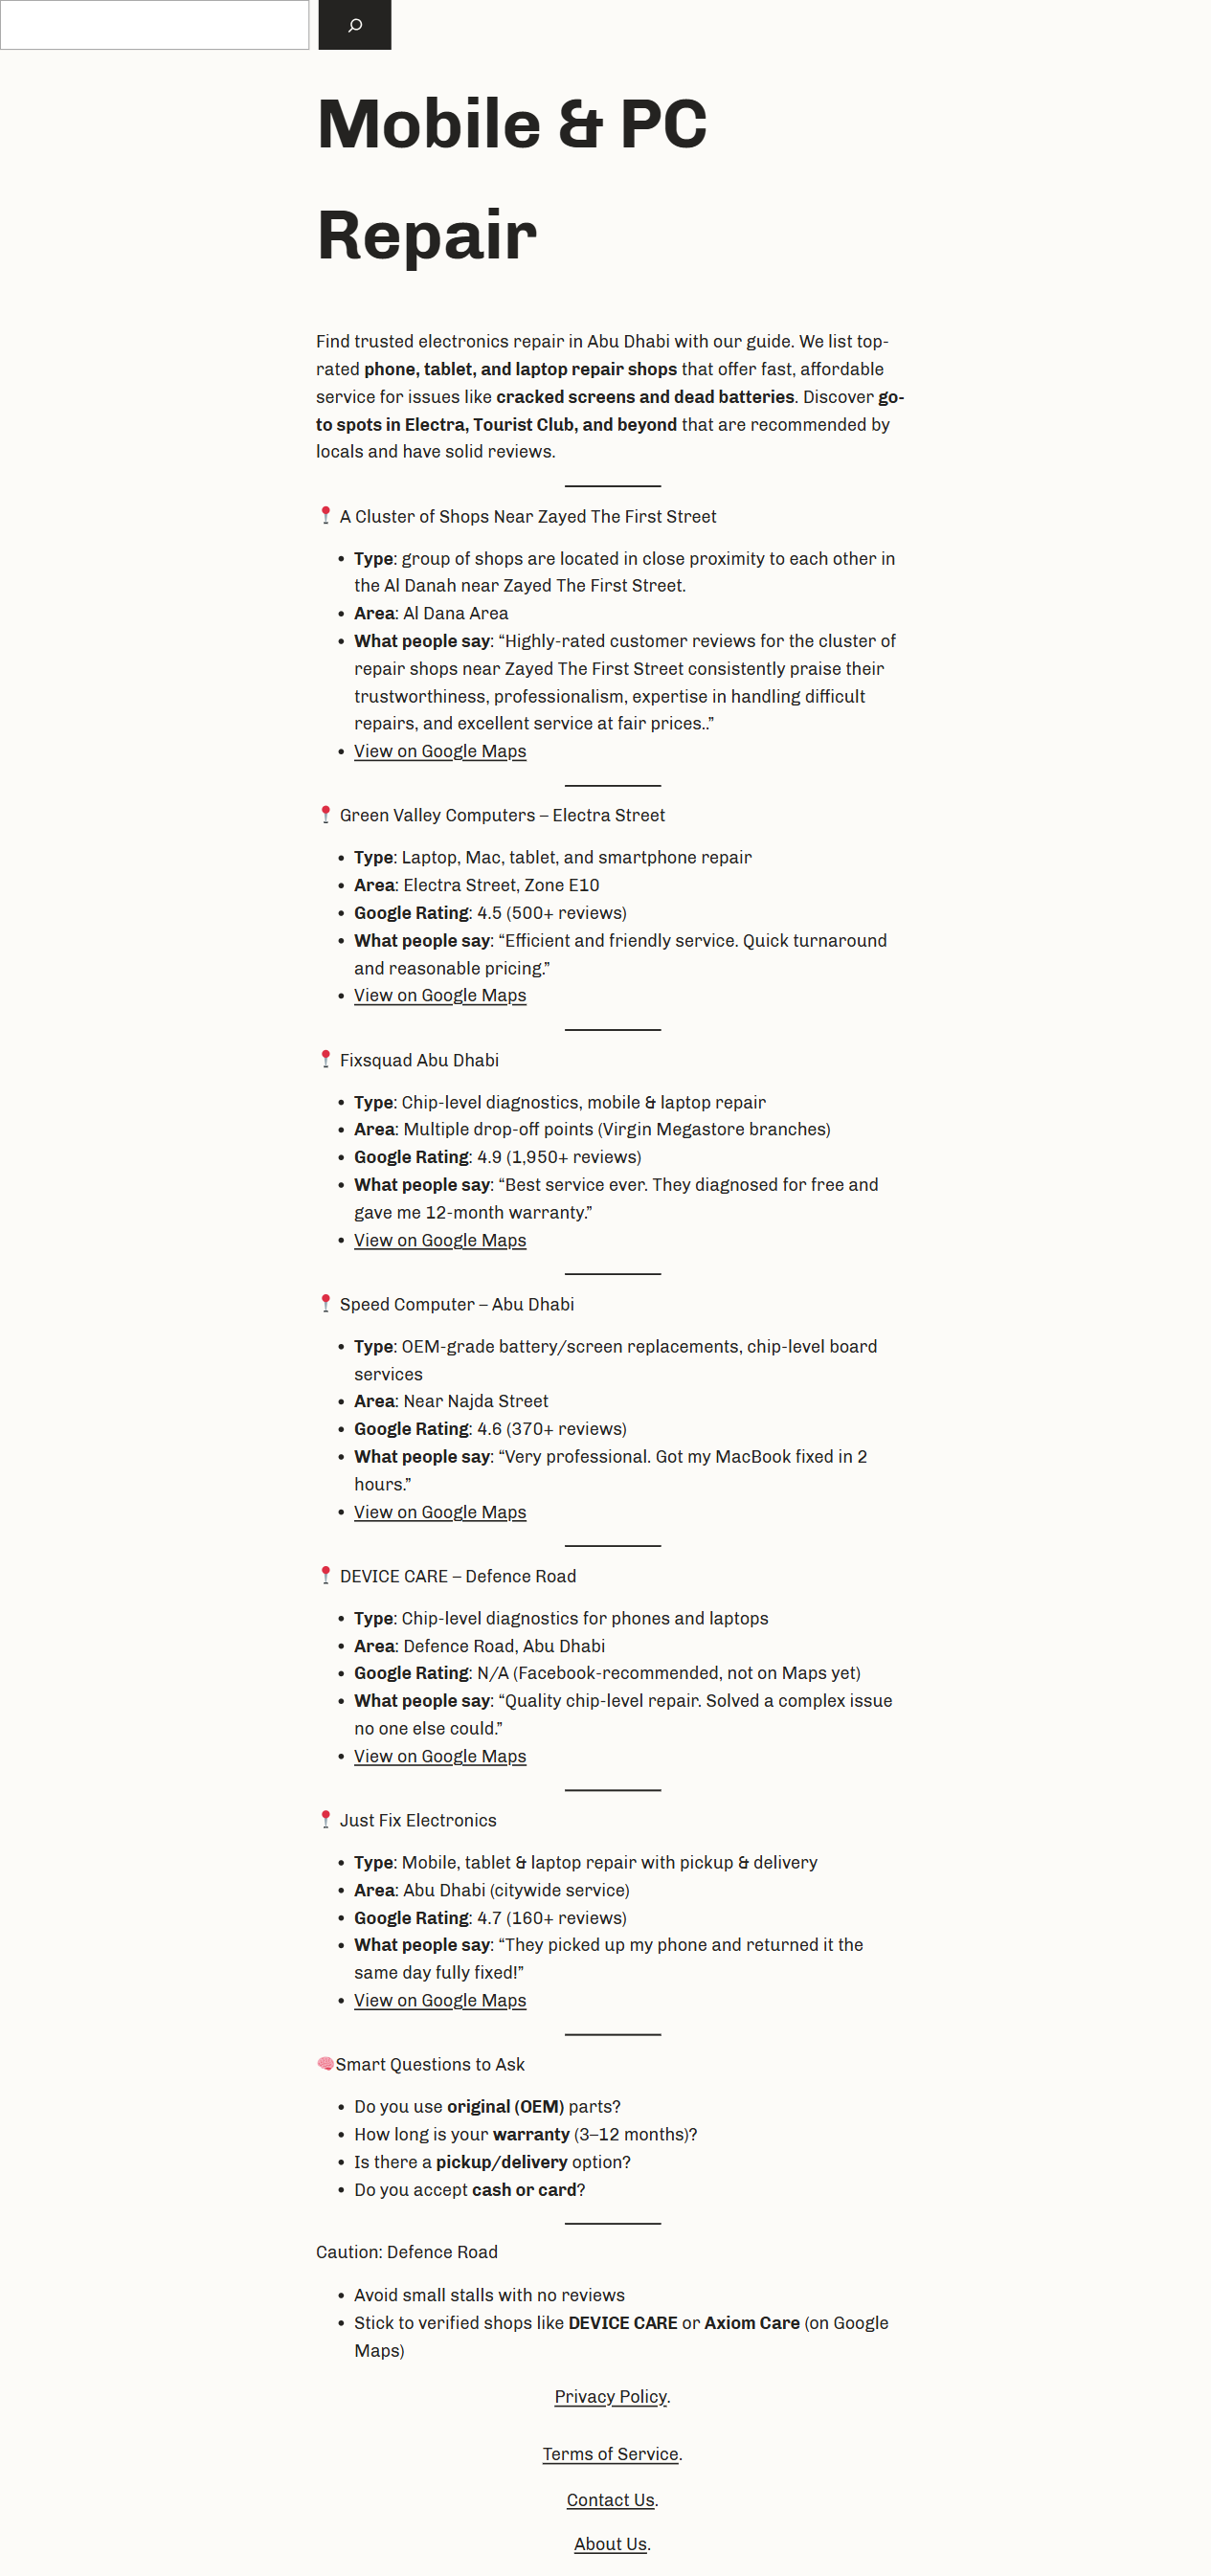 Mobile & PC
Repair
Find trusted electronics repair in Abu Dhabi with our guide. We list top-
rated phone, tablet, and laptop repair shops that offer fast, affordable
service for issues like cracked screens and dead batteries. Discover go-
to spots in Electra, Tourist Club, and beyond that are recommended by
locals and have solid reviews.
📍 A Cluster of Shops Near Zayed The First Street
• Type: group of shops are located in close proximity to each other in
the Al Danah near Zayed The First Street.
• Area: Al Dana Area
• What people say: “Highly-rated customer reviews for the cluster of
repair shops near Zayed The First Street consistently praise their
trustworthiness, professionalism, expertise in handling difficult
repairs, and excellent service at fair prices..”
• View on Google Maps
📍 Green Valley Computers – Electra Street
• Type: Laptop, Mac, tablet, and smartphone repair
• Area: Electra Street, Zone E10
• Google Rating: 4.5 (500+ reviews)
• What people say: “Efficient and friendly service. Quick turnaround
and reasonable pricing.”
• View on Google Maps
📍 Fixsquad Abu Dhabi
• Type: Chip-level diagnostics, mobile & laptop repair
• Area: Multiple drop-off points (Virgin Megastore branches)
• Google Rating: 4.9 (1,950+ reviews)
• What people say: “Best service ever. They diagnosed for free and
gave me 12-month warranty.”
• View on Google Maps
📍 Speed Computer – Abu Dhabi
• Type: OEM-grade battery/screen replacements, chip-level board
services
• Area: Near Najda Street
• Google Rating: 4.6 (370+ reviews)
• What people say: “Very professional. Got my MacBook fixed in 2
hours.”
• View on Google Maps
📍 DEVICE CARE – Defence Road
• Type: Chip-level diagnostics for phones and laptops
• Area: Defence Road, Abu Dhabi
• Google Rating: N/A (Facebook-recommended, not on Maps yet)
• What people say: “Quality chip-level repair. Solved a complex issue
no one else could.”
• View on Google Maps
📍 Just Fix Electronics
• Type: Mobile, tablet & laptop repair with pickup & delivery
• Area: Abu Dhabi (citywide service)
• Google Rating: 4.7 (160+ reviews)
• What people say: “They picked up my phone and returned it the
same day fully fixed!”
• View on Google Maps
🧠Smart Questions to Ask
• Do you use original (OEM) parts?
• How long is your warranty (3–12 months)?
• Is there a pickup/delivery option?
• Do you accept cash or card?
Caution: Defence Road
• Avoid small stalls with no reviews
• Stick to verified shops like DEVICE CARE or Axiom Care (on Google
Maps)
Privacy Policy.
Terms of Service.
Contact Us.
About Us.